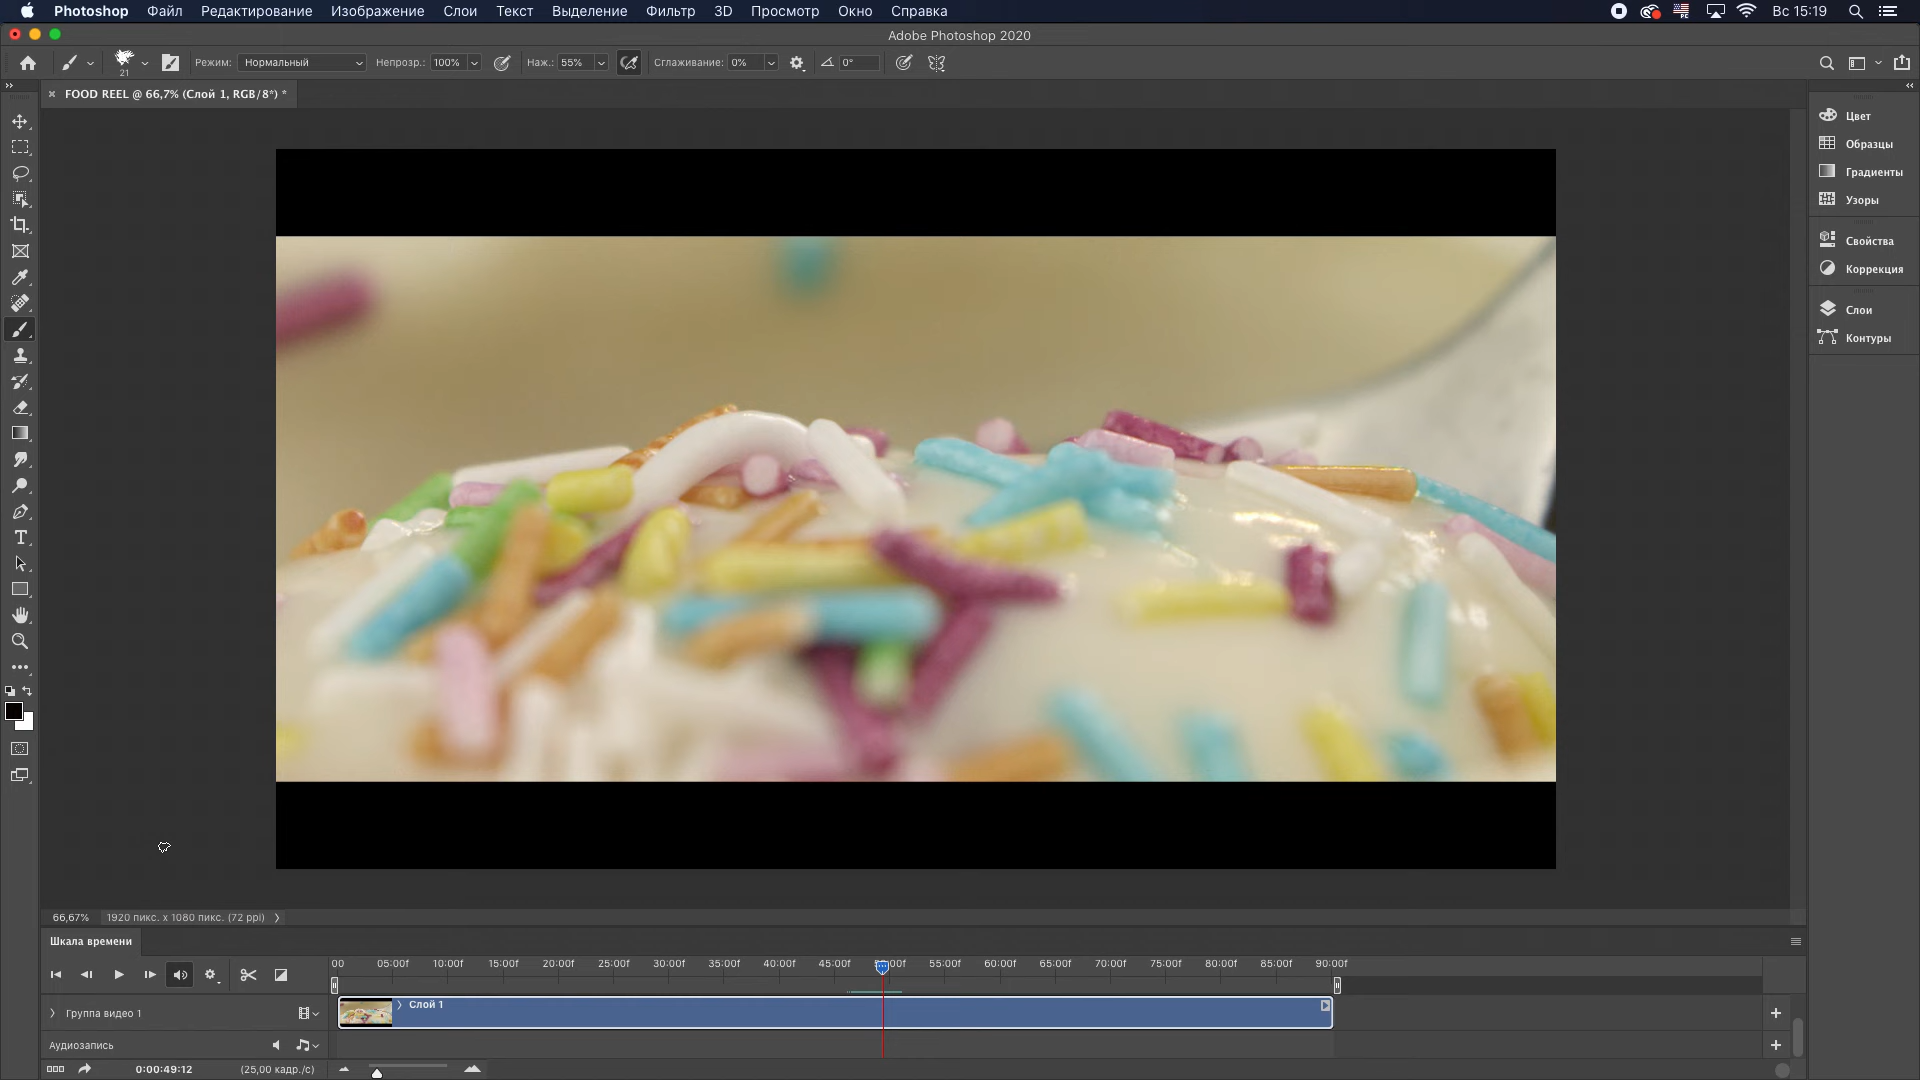 Photoshop Файл Редактирование Изображение Слои Текст Выделение Фильтр 3D Просмотр Окно Справка Вс 15:19
Adobe Photoshop 2020
21 Режим: Нормальный Непрозр.: 100% Наж.: 55% Сглаживание: 0% 0°
FOOD REEL @ 66,7% (Слой 1, RGB/8*) *
Цвет
Образцы
Градиенты
Узоры
Свойства
Коррекция
Слои
Контуры
66,67% 1920 пикс. x 1080 пикс. (72 ppi)
Шкала времени
00 05:00f 10:00f 15:00f 20:00f 25:00f 30:00f 35:00f 40:00f 45:00f 50:00f 55:00f 60:00f 65:00f 70:00f 75:00f 80:00f 85:00f 90:00f
Слой 1
Группа видео 1
Аудиозапись
0:00:49:12 (25,00 кадр./с)